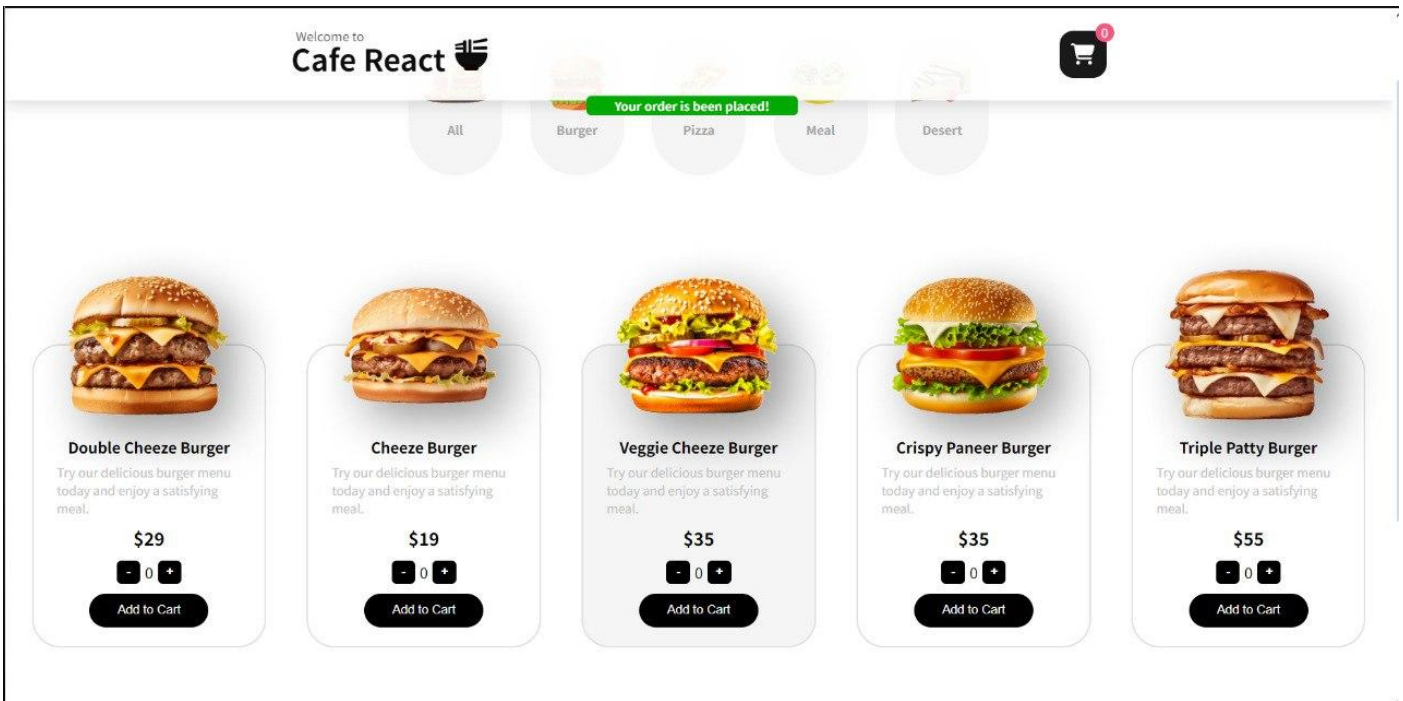 Welcome to
Cafe React
0
Your order is been placed!
All
Burger
Pizza
Meal
Desert
Double Cheeze Burger
Try our delicious burger menu
today and enjoy a satisfying
meal.
$29
- 0 +
Add to Cart
Cheeze Burger
Try our delicious burger menu
today and enjoy a satisfying
meal.
$19
- 0 +
Add to Cart
Veggie Cheeze Burger
Try our delicious burger menu
today and enjoy a satisfying
meal.
$35
- 0 +
Add to Cart
Crispy Paneer Burger
Try our delicious burger menu
today and enjoy a satisfying
meal.
$35
- 0 +
Add to Cart
Triple Patty Burger
Try our delicious burger menu
today and enjoy a satisfying
meal.
$55
- 0 +
Add to Cart